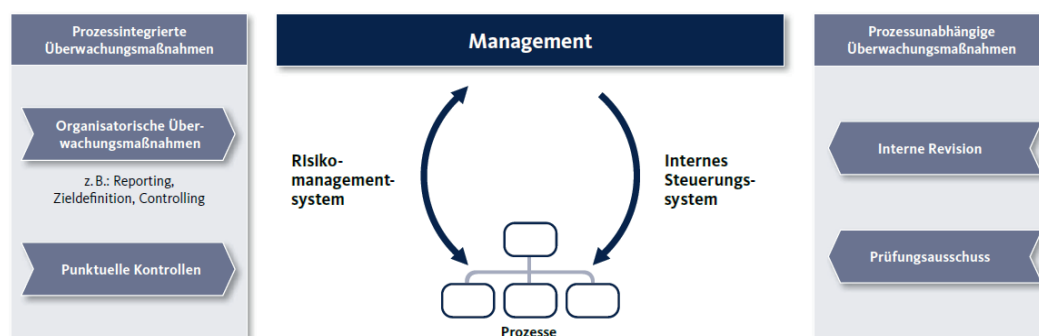 Prozessintegrierte
Überwachungsmaßnahmen
Organisatorische Über-
wachungsmaßnahmen
z. B.: Reporting,
Zieldefinition, Controlling
Punktuelle Kontrollen
Management
Risiko-
management-
system
Internes
Steuerungs-
system
Prozesse
Prozessunabhängige
Überwachungsmaßnahmen
Interne Revision
Prüfungsausschuss